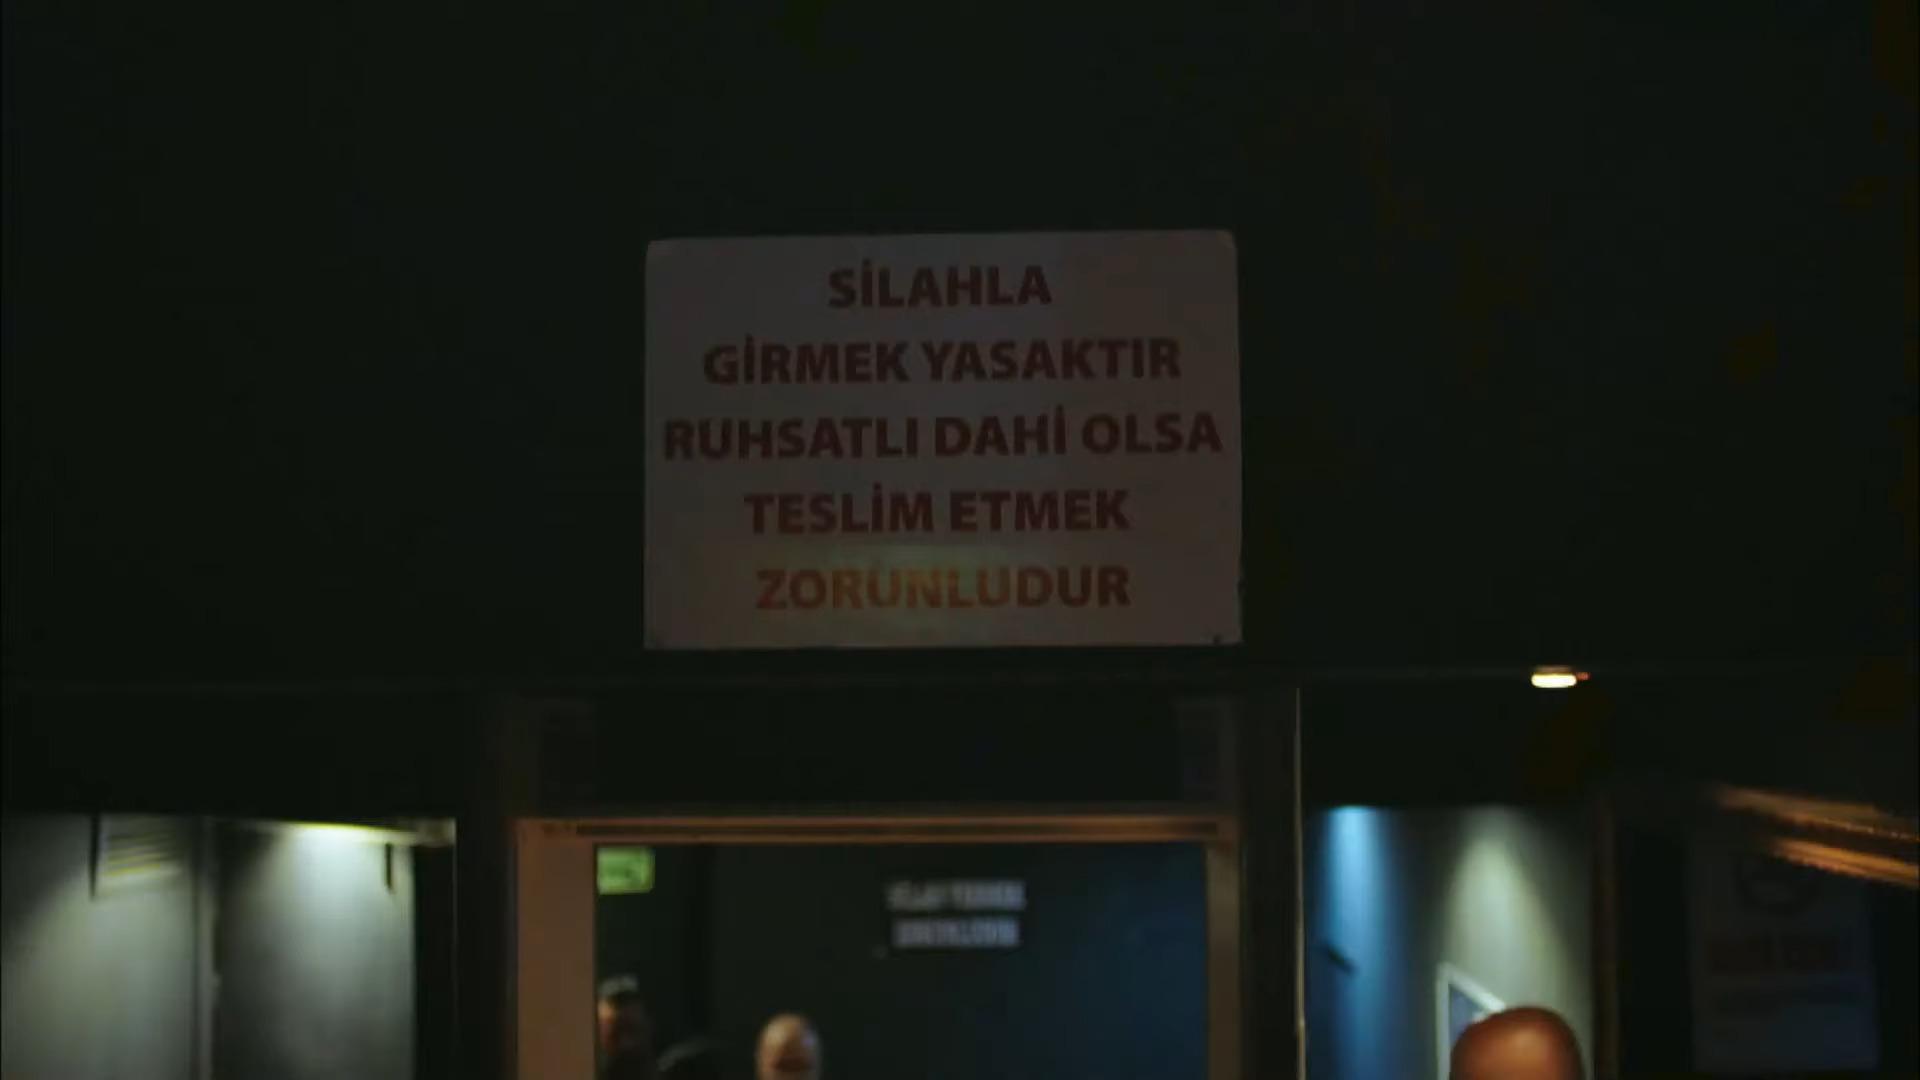 SİLAHLA
GİRMEK YASAKTIR
RUHSATLI DAHİ OLSA
TESLİM ETMEK
ZORUNLUDUR